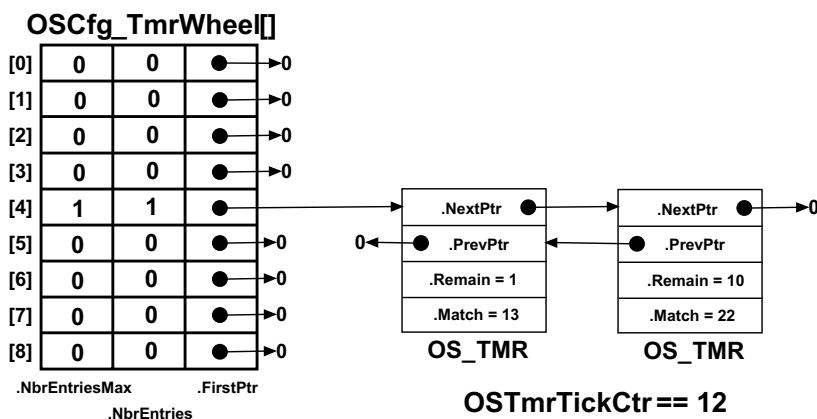 OSCfg_TmrWheel[]
[0] 0 0 0
[1] 0 0 0
[2] 0 0 0
[3] 0 0 0
[4] 1 1
[5] 0 0 0
[6] 0 0 0
[7] 0 0 0
[8] 0 0 0
.NbrEntriesMax .FirstPtr
.NbrEntries
.NextPtr .NextPtr 0
0 .PrevPtr .PrevPtr
.Remain = 1 .Remain = 10
.Match = 13 .Match = 22
OS_TMR OS_TMR
OSTmrTickCtr == 12